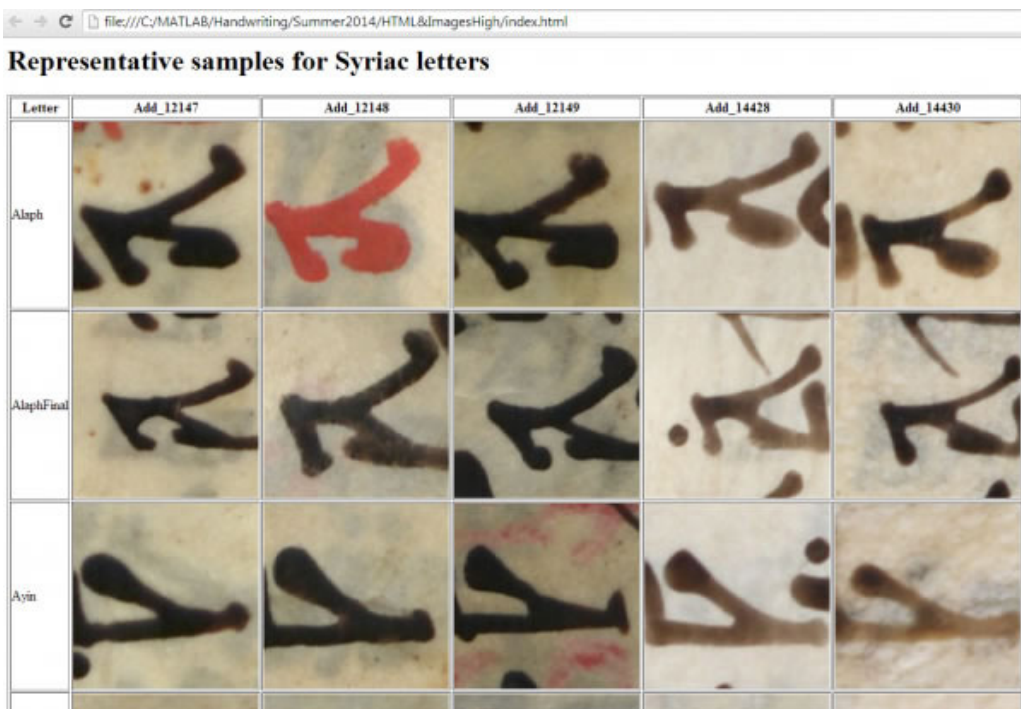 file:///C:/MATLAB/Handwriting/Summer2014/HTML&ImagesHigh/index.html
Representative samples for Syriac letters
Letter Add_12147 Add_12148 Add_12149 Add_14428 Add_14430
Alaph
AlaphFinal
Ayin